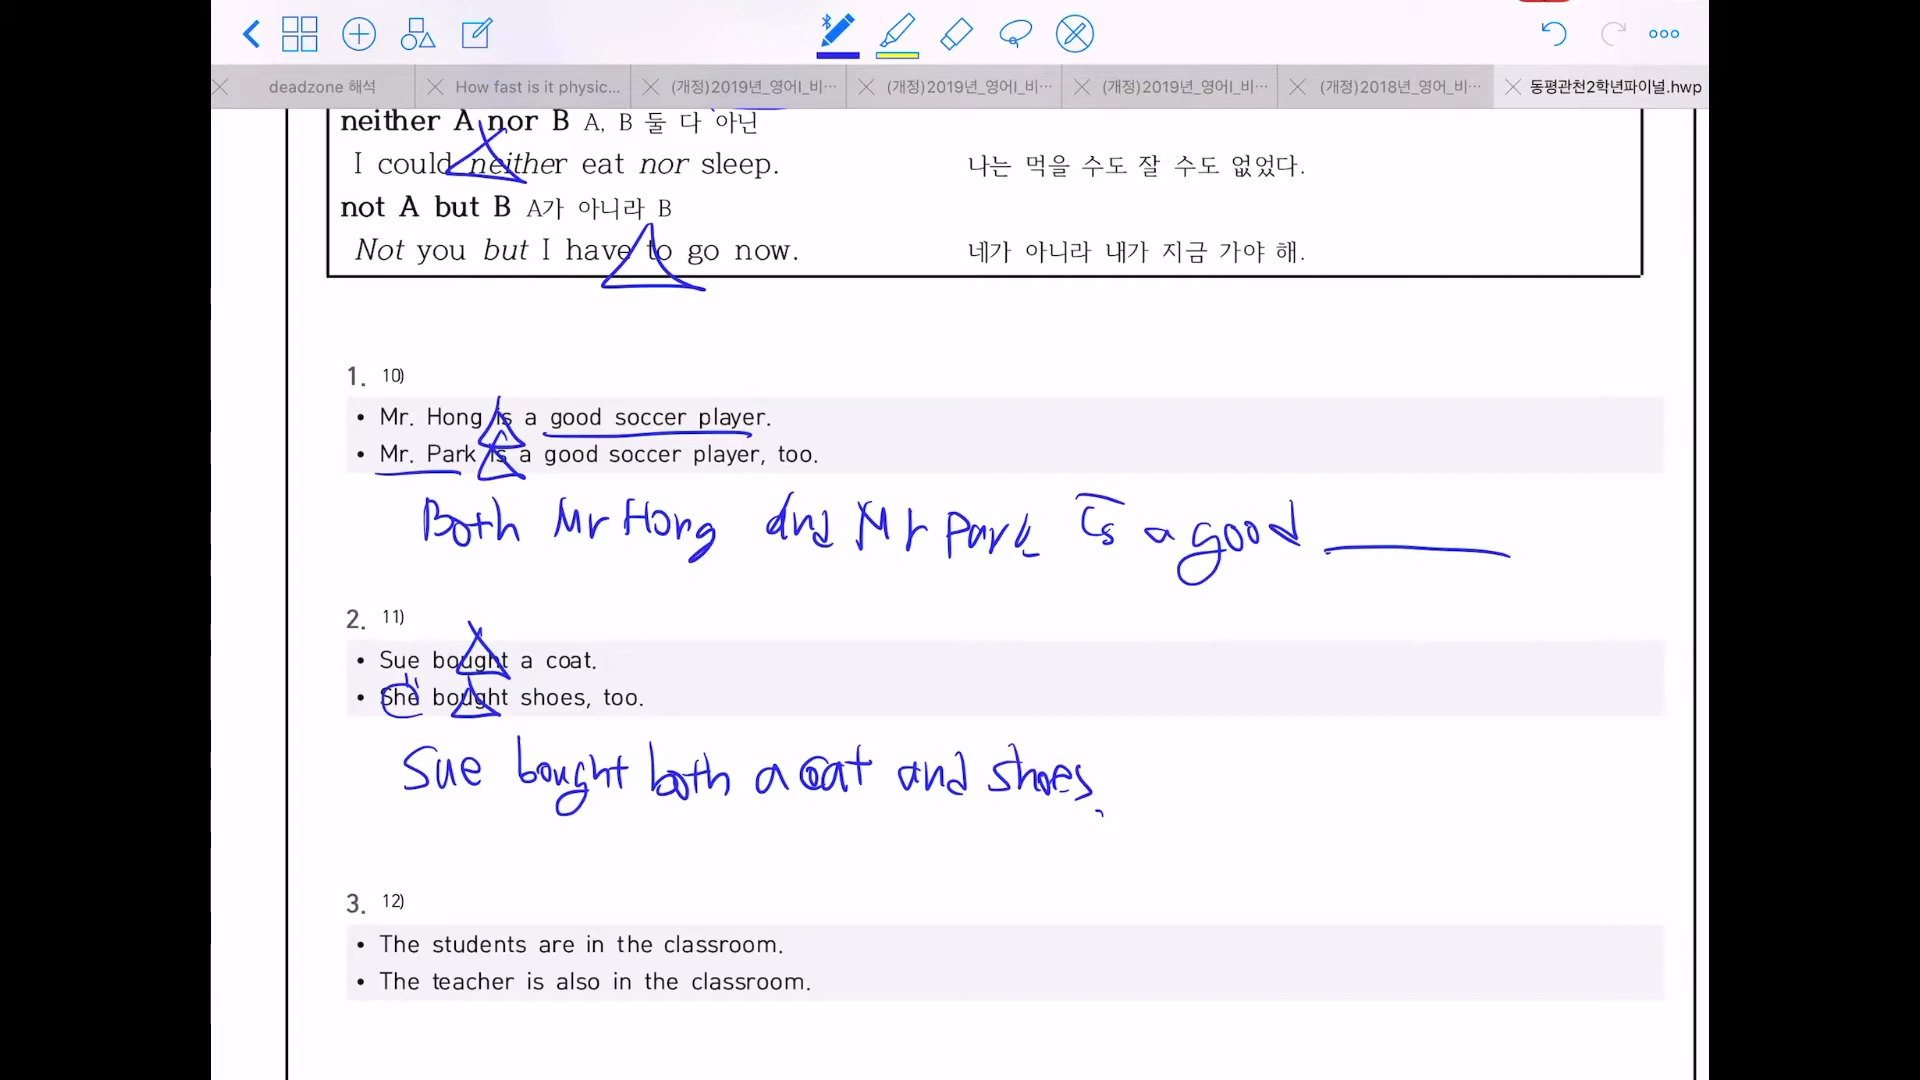 deadzone 해석
How fast is it physic...
(개정)2019년_영어I_비...
(개정)2019년_영어I_비...
(개정)2019년_영어I_비...
(개정)2018년_영어_비...
동평관천2학년파이널.hwp
neither A nor B A, B 둘 다 아닌
I could neither eat nor sleep. 나는 먹을 수도 잘 수도 없었다.
not A but B A가 아니라 B
Not you but I have to go now. 네가 아니라 내가 지금 가야 해.
1. 10)
• Mr. Hong is a good soccer player.
• Mr. Park is a good soccer player, too.
Both Mr Hong and Mr Park is a good
2. 11)
• Sue bought a coat.
• She bought shoes, too.
Sue bought both a coat and shoes.
3. 12)
• The students are in the classroom.
• The teacher is also in the classroom.